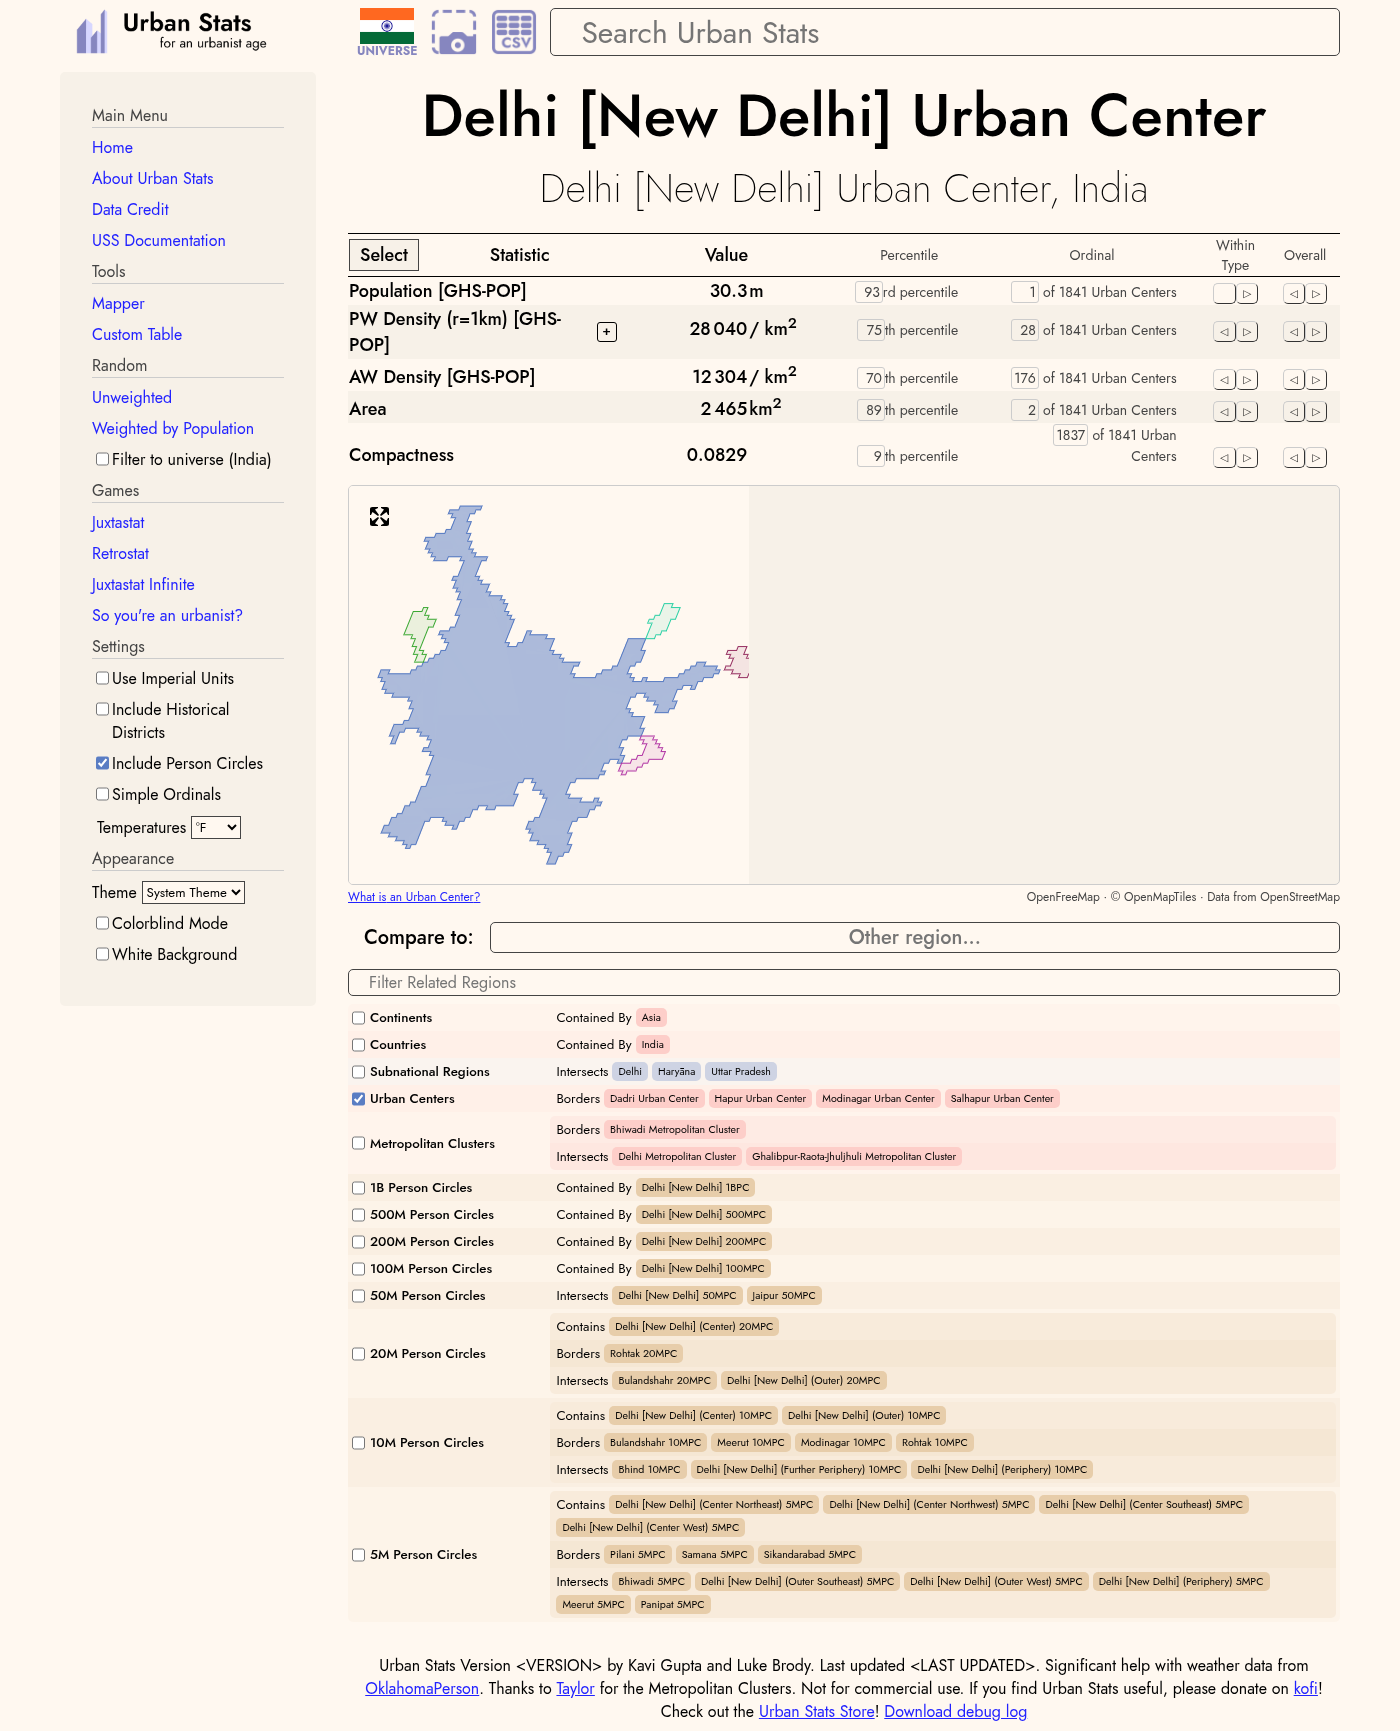 Urban Stats
for an urbanist age
UNIVERSE
CSV
Search Urban Stats
Main Menu
Home
About Urban Stats
Data Credit
USS Documentation
Tools
Mapper
Custom Table
Random
Unweighted
Weighted by Population
Filter to universe (India)
Games
Juxtastat
Retrostat
Juxtastat Infinite
So you're an urbanist?
Settings
Use Imperial Units
Include Historical
Districts
Include Person Circles
Simple Ordinals
Temperatures °F
Appearance
Theme System Theme
Colorblind Mode
White Background
Delhi [New Delhi] Urban Center
Delhi [New Delhi] Urban Center, India
Select Statistic Value Percentile Ordinal Within Type Overall
Population [GHS-POP] 30.3 m 93rd percentile 1 of 1841 Urban Centers
PW Density (r=1km) [GHS-
POP] + 28 040 / km2 75th percentile 28 of 1841 Urban Centers
AW Density [GHS-POP] 12 304 / km2 70th percentile 176 of 1841 Urban Centers
Area 2 465 km2 89th percentile 2 of 1841 Urban Centers
Compactness 0.0829 9th percentile 1837 of 1841 Urban
Centers
What is an Urban Center?
OpenFreeMap · © OpenMapTiles · Data from OpenStreetMap
Compare to: Other region...
Filter Related Regions
Continents Contained By Asia
Countries Contained By India
Subnational Regions Intersects Delhi Haryāna Uttar Pradesh
Urban Centers Borders Dadri Urban Center Hapur Urban Center Modinagar Urban Center Salhapur Urban Center
Metropolitan Clusters
Borders Bhiwadi Metropolitan Cluster
Intersects Delhi Metropolitan Cluster Ghalibpur-Raota-Jhuljhuli Metropolitan Cluster
1B Person Circles Contained By Delhi [New Delhi] 1BPC
500M Person Circles Contained By Delhi [New Delhi] 500MPC
200M Person Circles Contained By Delhi [New Delhi] 200MPC
100M Person Circles Contained By Delhi [New Delhi] 100MPC
50M Person Circles Intersects Delhi [New Delhi] 50MPC Jaipur 50MPC
20M Person Circles
Contains Delhi [New Delhi] (Center) 20MPC
Borders Rohtak 20MPC
Intersects Bulandshahr 20MPC Delhi [New Delhi] (Outer) 20MPC
10M Person Circles
Contains Delhi [New Delhi] (Center) 10MPC Delhi [New Delhi] (Outer) 10MPC
Borders Bulandshahr 10MPC Meerut 10MPC Modinagar 10MPC Rohtak 10MPC
Intersects Bhind 10MPC Delhi [New Delhi] (Further Periphery) 10MPC Delhi [New Delhi] (Periphery) 10MPC
5M Person Circles
Contains Delhi [New Delhi] (Center Northeast) 5MPC Delhi [New Delhi] (Center Northwest) 5MPC Delhi [New Delhi] (Center Southeast) 5MPC
Delhi [New Delhi] (Center West) 5MPC
Borders Pilani 5MPC Samana 5MPC Sikandarabad 5MPC
Intersects Bhiwadi 5MPC Delhi [New Delhi] (Outer Southeast) 5MPC Delhi [New Delhi] (Outer West) 5MPC Delhi [New Delhi] (Periphery) 5MPC
Meerut 5MPC Panipat 5MPC
Urban Stats Version <VERSION> by Kavi Gupta and Luke Brody. Last updated <LAST UPDATED>. Significant help with weather data from
OklahomaPerson. Thanks to Taylor for the Metropolitan Clusters. Not for commercial use. If you find Urban Stats useful, please donate on kofi!
Check out the Urban Stats Store! Download debug log